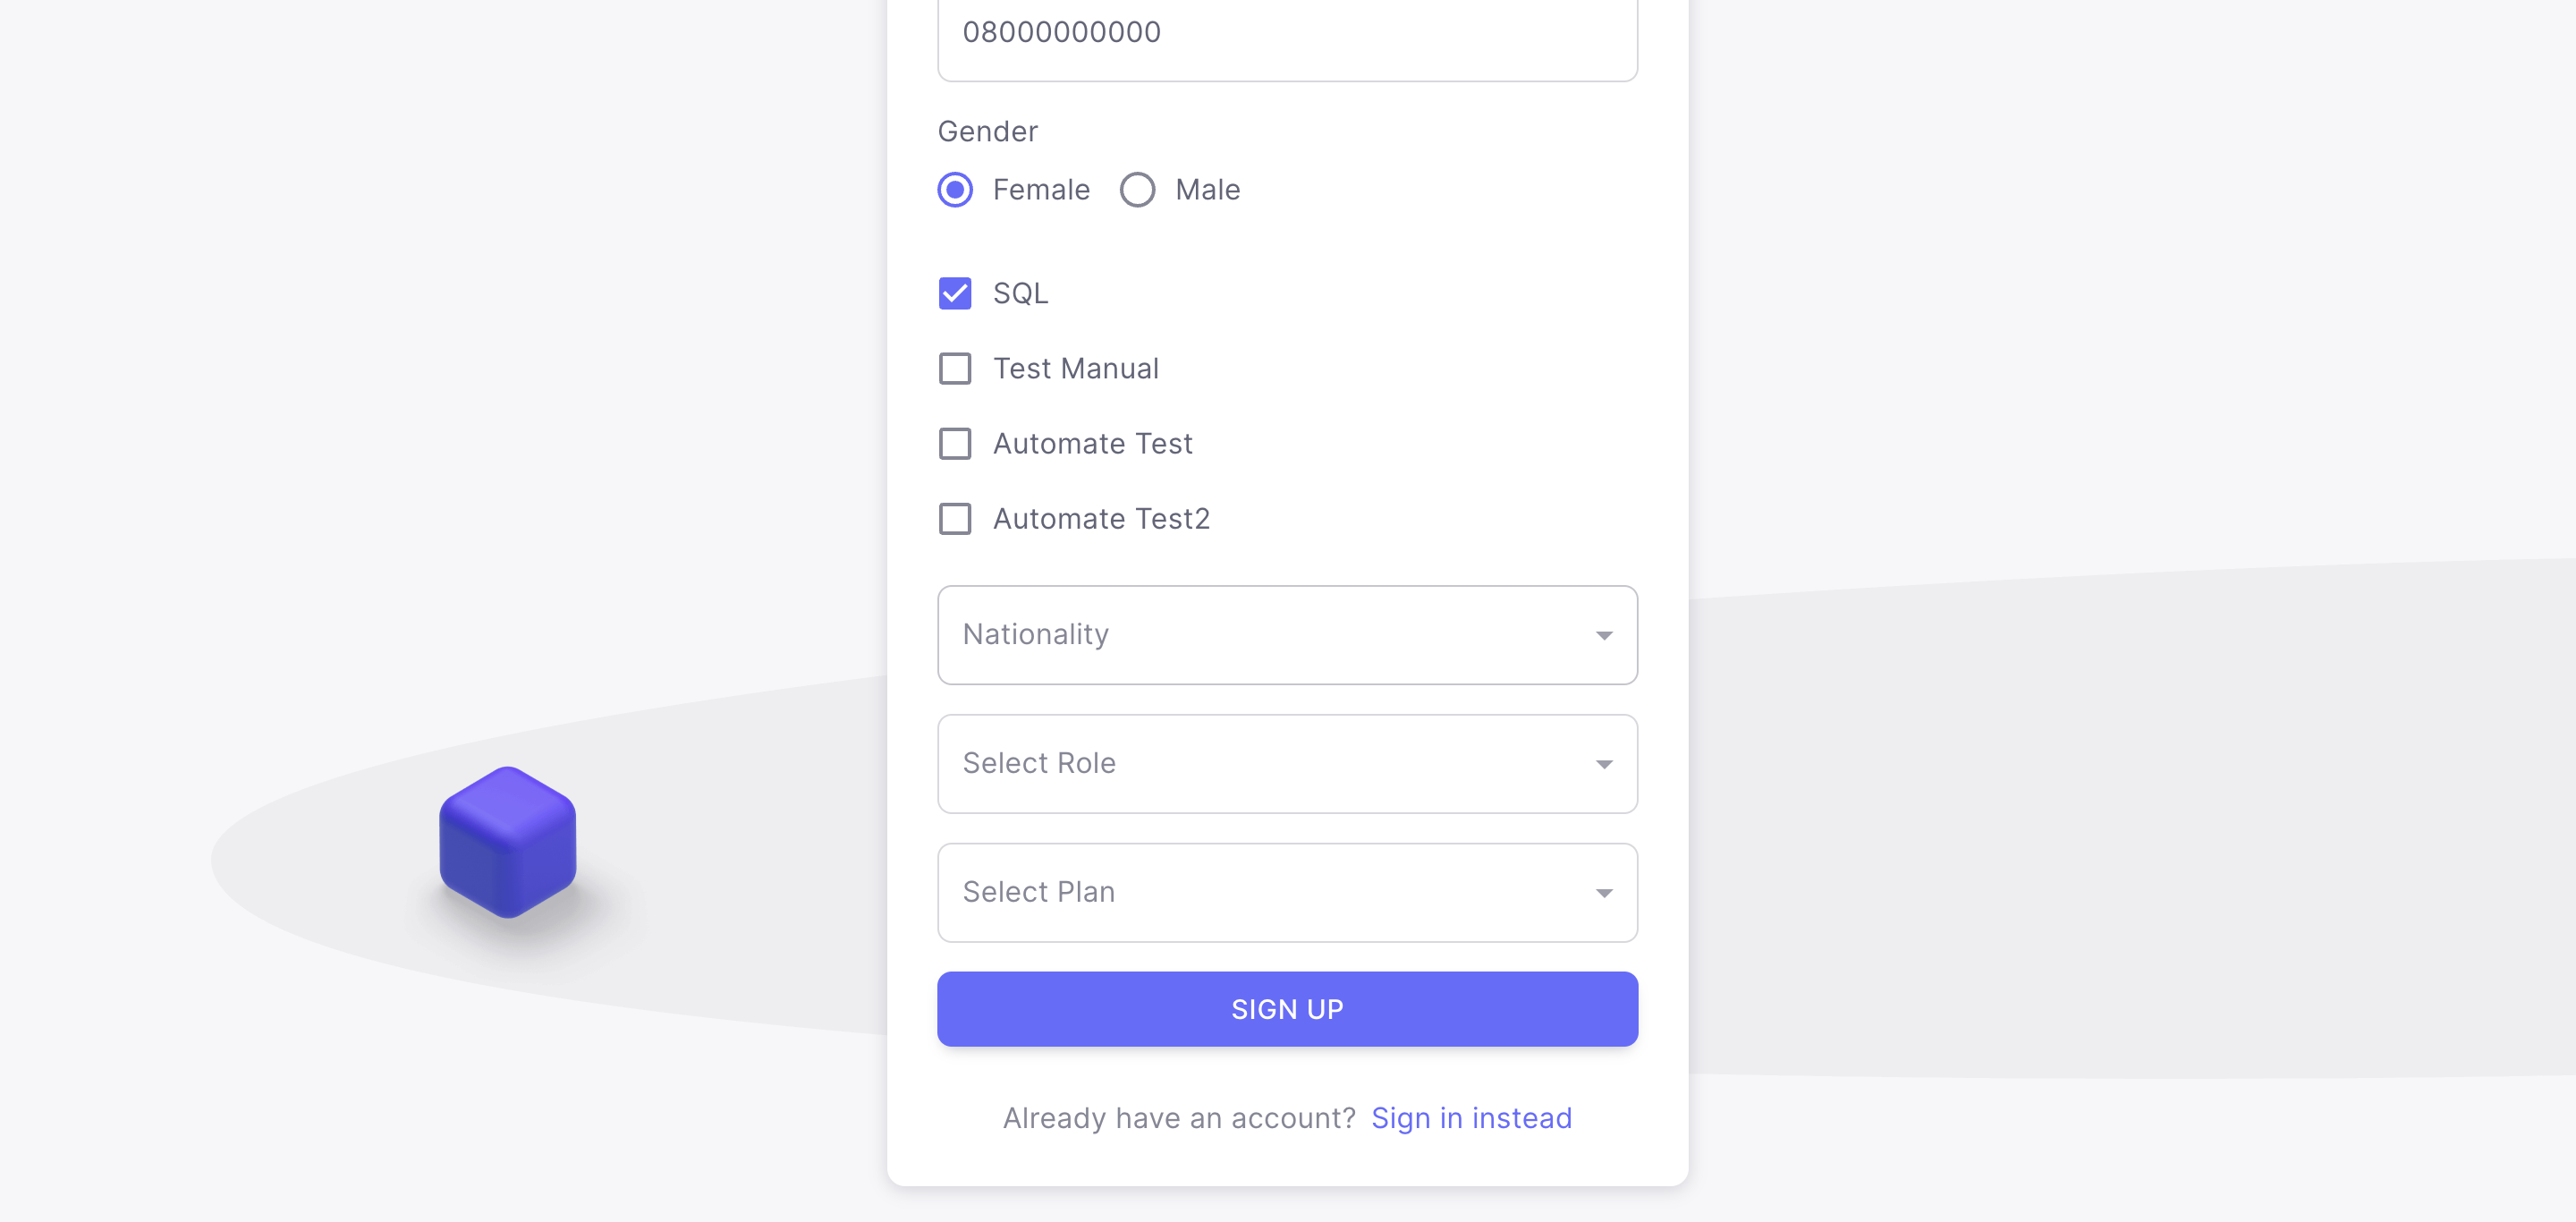 08000000000
Gender
Female Male
SQL
Test Manual
Automate Test
Automate Test2
Nationality
Select Role
Select Plan
SIGN UP
Already have an account? Sign in instead